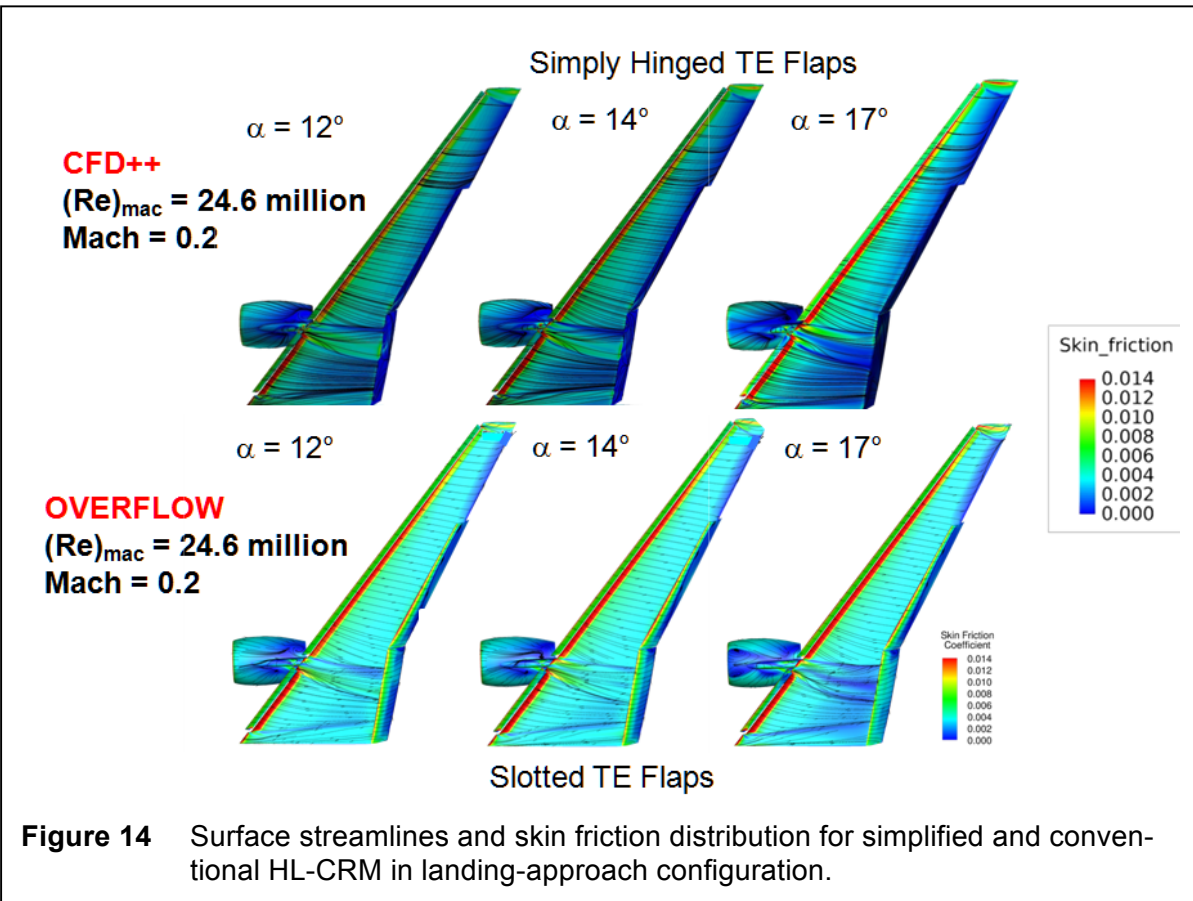 Simply Hinged TE Flaps
α = 12°
α = 14°
α = 17°
CFD++
(Re)mac = 24.6 million
Mach = 0.2
Skin_friction
0.014
0.012
0.010
0.008
0.006
0.004
0.002
0.000
α = 12°
α = 14°
α = 17°
OVERFLOW
(Re)mac = 24.6 million
Mach = 0.2
Skin Friction
Coefficient
0.014
0.012
0.010
0.008
0.006
0.004
0.002
0.000
Slotted TE Flaps
Figure 14 Surface streamlines and skin friction distribution for simplified and conven-
tional HL-CRM in landing-approach configuration.